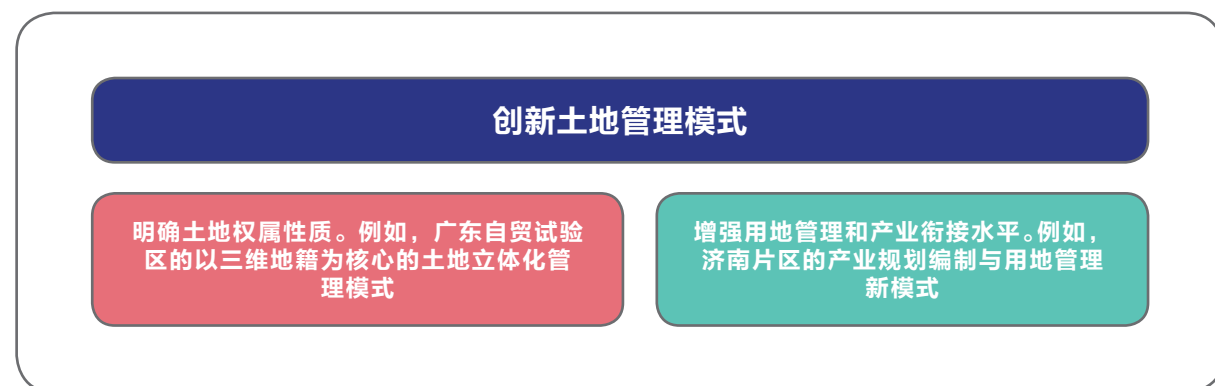 创新土地管理模式
明确土地权属性质。例如，广东自贸试验
区的以三维地籍为核心的土地立体化管
理模式
增强用地管理和产业衔接水平。例如，
济南片区的产业规划编制与用地管理
新模式